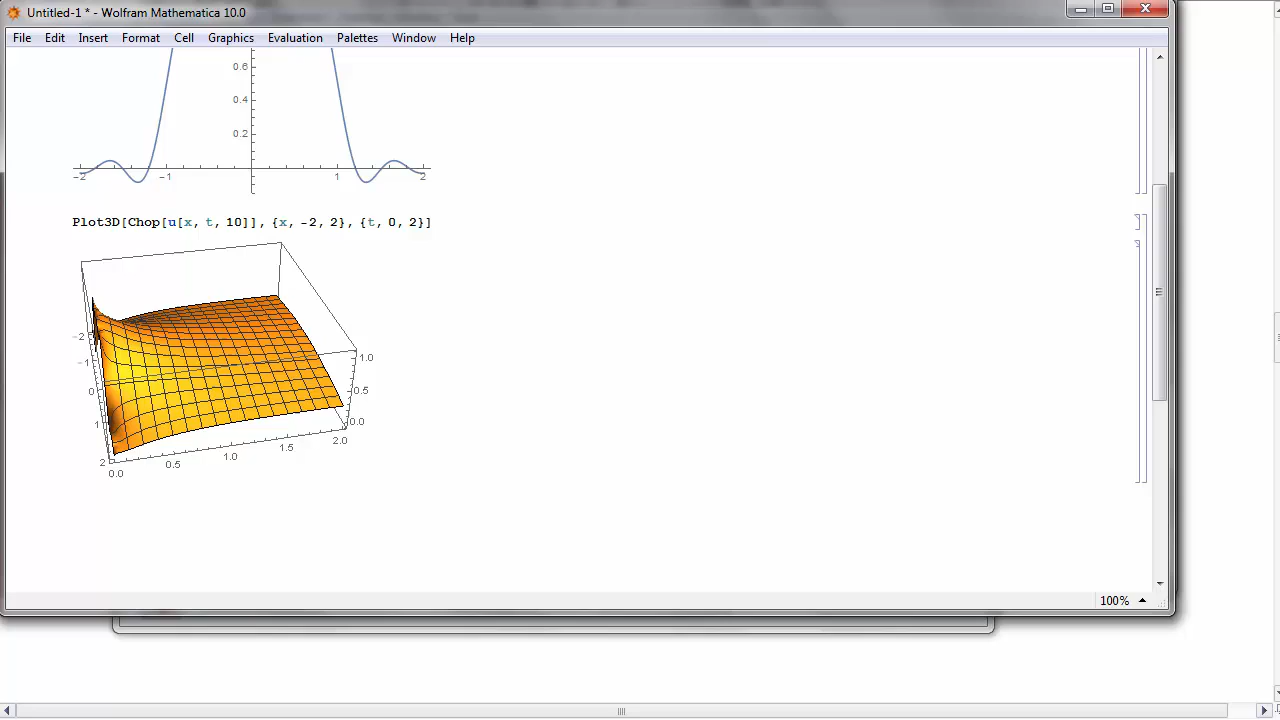 Untitled-1 * - Wolfram Mathematica 10.0
File Edit Insert Format Cell Graphics Evaluation Palettes Window Help
0.6
0.4
0.2
-2 -1 1 2
Plot3D[Chop[u[x, t, 10]], {x, -2, 2}, {t, 0, 2}]
-2
-1
0
1
2
0.0 0.5 1.0 1.5 2.0
1.0
0.5
0.0
100%